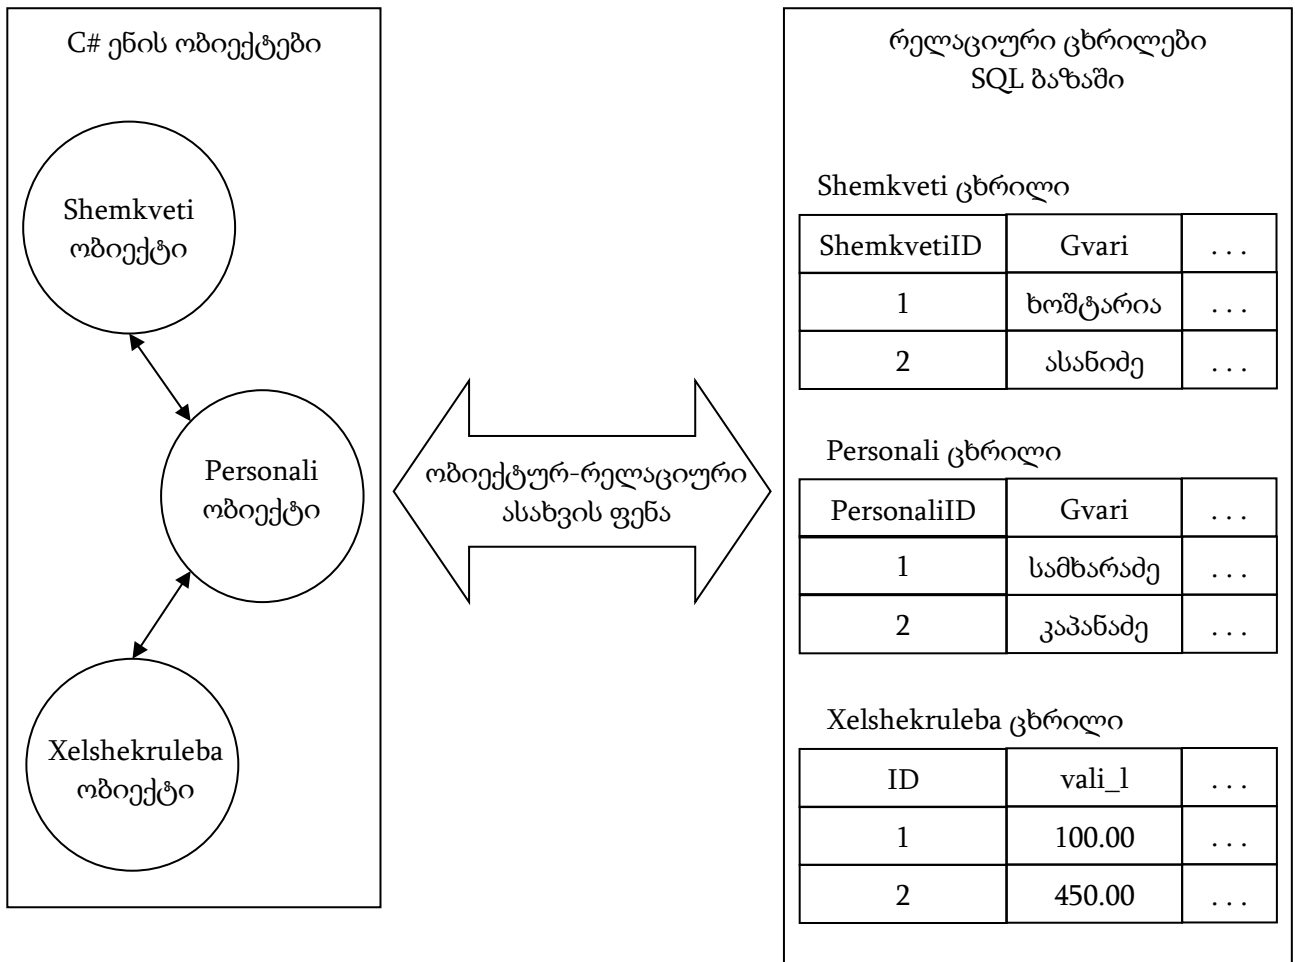 C# ენის ობიექტები
Shemkveti
ობიექტი
Personali
ობიექტი
Xelshekruleba
ობიექტი
ობიექტურ-რელაციური
ასახვის ფენა
რელაციური ცხრილები
SQL ბაზაში
Shemkveti ცხრილი
ShemkvetiID Gvari . . .
1 ხოშტარია . . .
2 ასანიძე . . .
Personali ცხრილი
PersonaliID Gvari . . .
1 სამხარაძე . . .
2 კაპანაძე . . .
Xelshekruleba ცხრილი
ID vali_l . . .
1 100.00 . . .
2 450.00 . . .